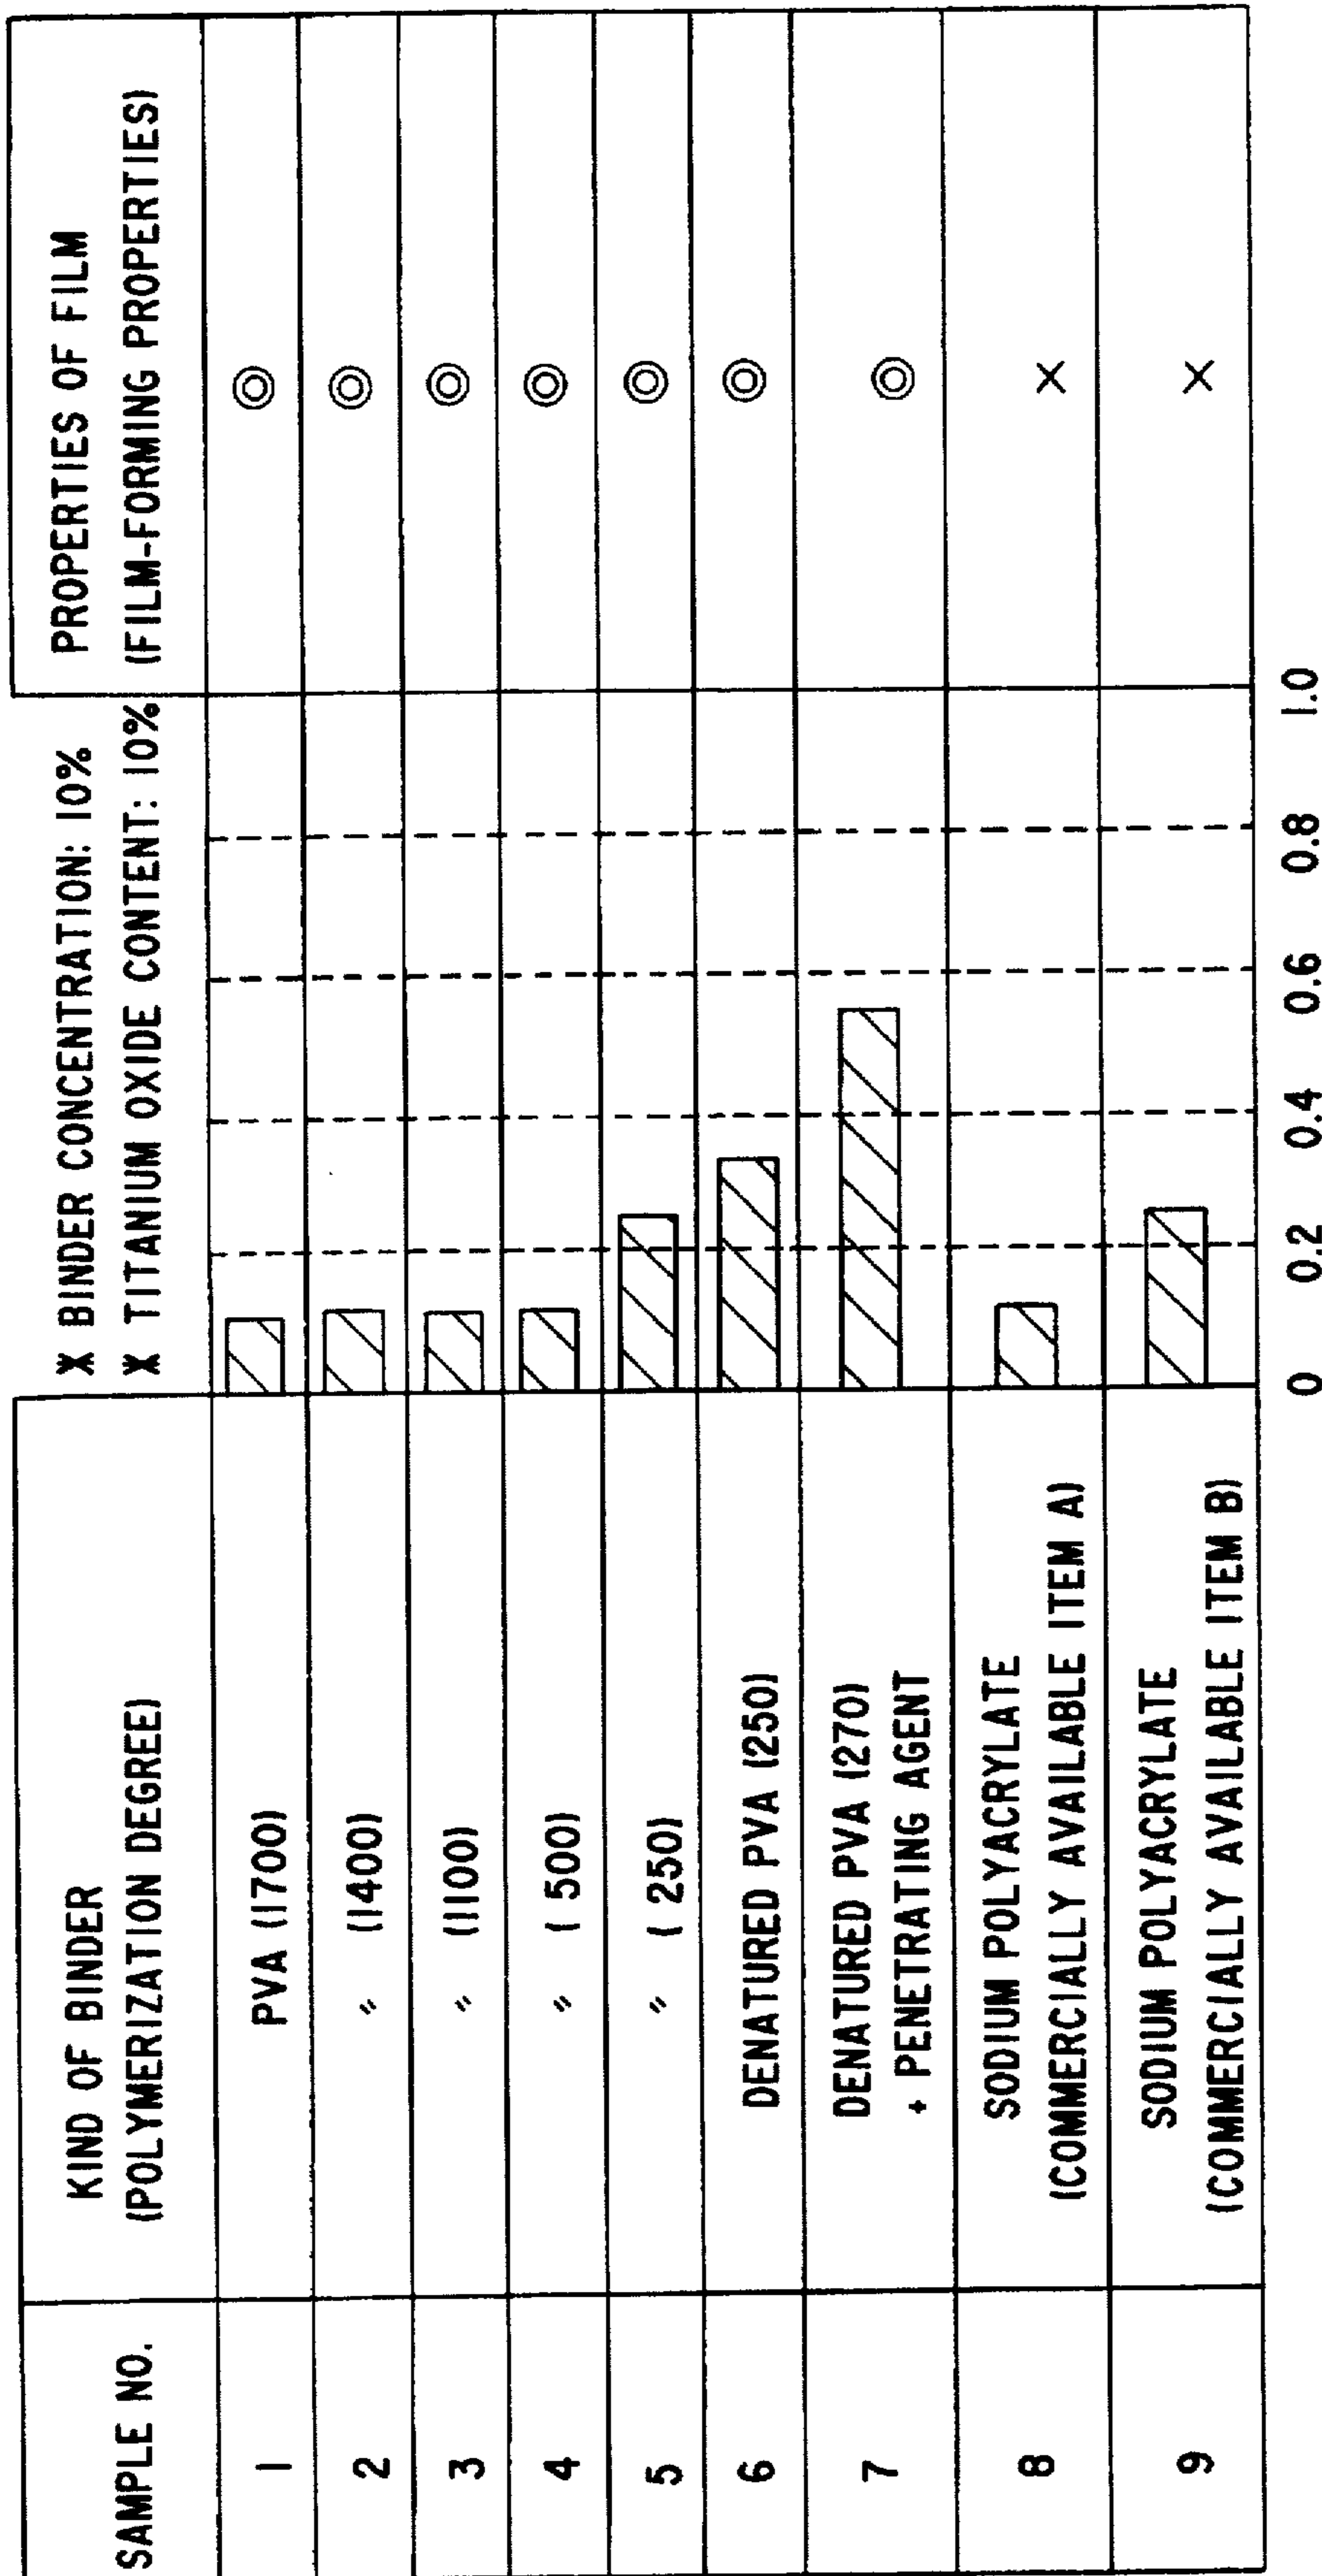 SAMPLE NO.
KIND OF BINDER
(POLYMERIZATION DEGREE)
X BINDER CONCENTRATION: 10%
X TITANIUM OXIDE CONTENT: 10%
PROPERTIES OF FILM
(FILM-FORMING PROPERTIES)
1 PVA (1700) ◎
2 〃 (1400) ◎
3 〃 (1100) ◎
4 〃 ( 500) ◎
5 〃 ( 250) ◎
6 DENATURED PVA (250) ◎
7 DENATURED PVA (270) ◎
+ PENETRATING AGENT
8 SODIUM POLYACRYLATE ×
(COMMERCIALLY AVAILABLE ITEM A)
9 SODIUM POLYACRYLATE ×
(COMMERCIALLY AVAILABLE ITEM B)
0 0.2 0.4 0.6 0.8 1.0